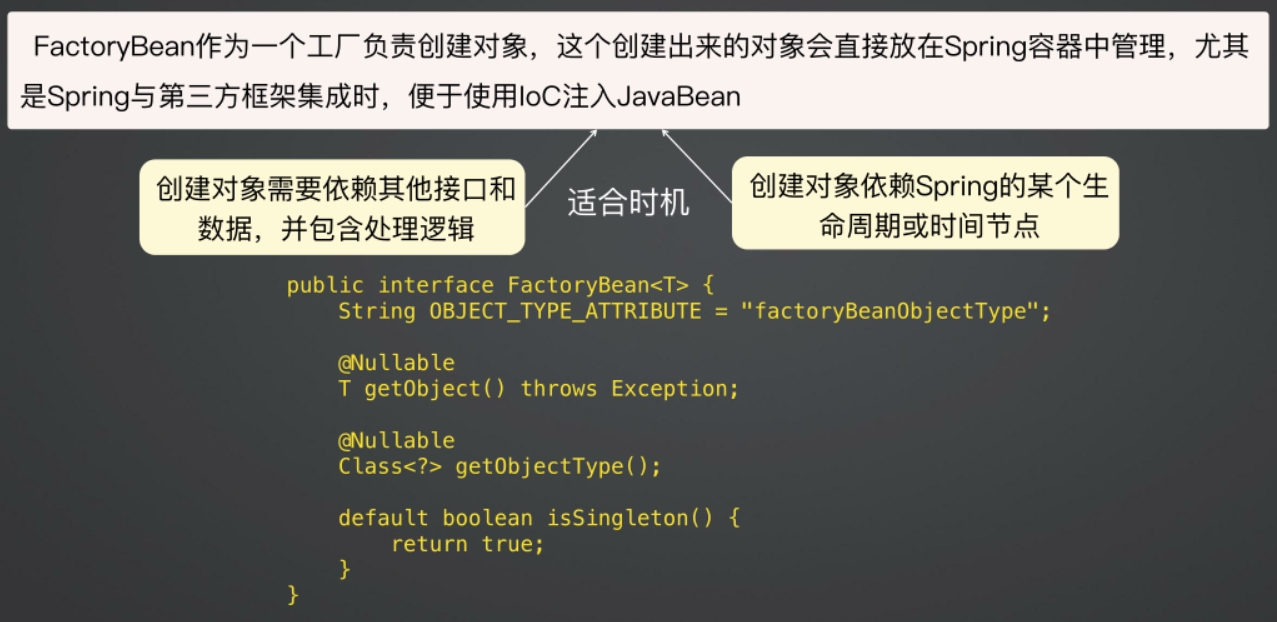 FactoryBean作为一个工厂负责创建对象，这个创建出来的对象会直接放在Spring容器中管理，尤其
是Spring与第三方框架集成时，便于使用IoC注入JavaBean
创建对象需要依赖其他接口和
数据，并包含处理逻辑
适合时机
创建对象依赖Spring的某个生
命周期或时间节点
public interface FactoryBean<T> {
    String OBJECT_TYPE_ATTRIBUTE = "factoryBeanObjectType";
    @Nullable
    T getObject() throws Exception;
    @Nullable
    Class<?> getObjectType();
    default boolean isSingleton() {
        return true;
    }
}